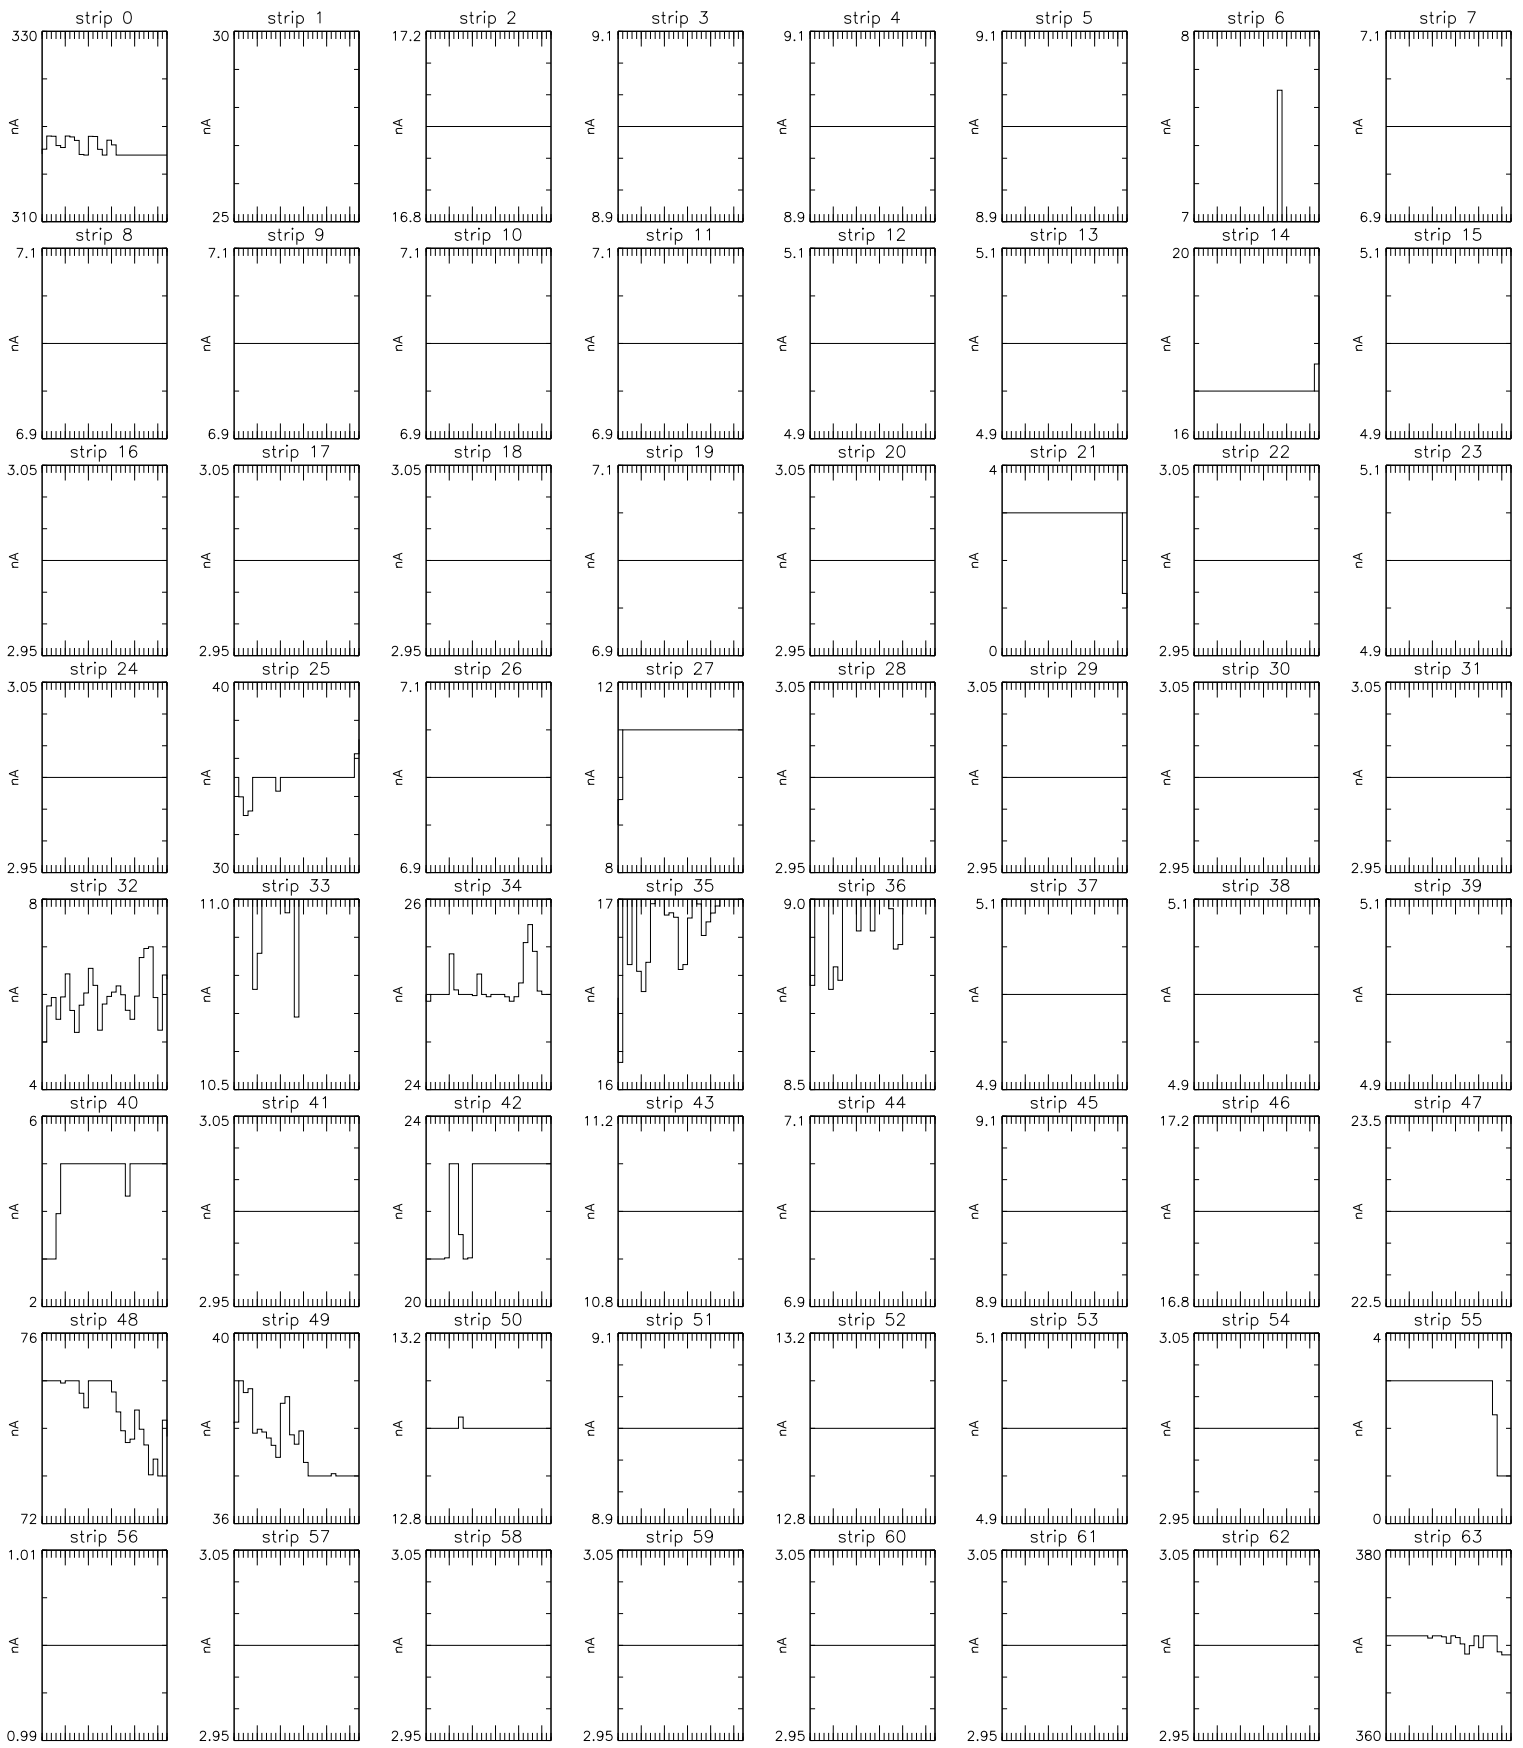 strip 0 strip 1 strip 2 strip 3 strip 4 strip 5 strip 6 strip 7
330 30 17.2 9.1 9.1 9.1 8 7.1
nA nA nA nA nA nA nA nA
310 25 16.8 8.9 8.9 8.9 7 6.9
strip 8 strip 9 strip 10 strip 11 strip 12 strip 13 strip 14 strip 15
7.1 7.1 7.1 7.1 5.1 5.1 20 5.1
nA nA nA nA nA nA nA nA
6.9 6.9 6.9 6.9 4.9 4.9 16 4.9
strip 16 strip 17 strip 18 strip 19 strip 20 strip 21 strip 22 strip 23
3.05 3.05 3.05 7.1 3.05 4 3.05 5.1
nA nA nA nA nA nA nA nA
2.95 2.95 2.95 6.9 2.95 0 2.95 4.9
strip 24 strip 25 strip 26 strip 27 strip 28 strip 29 strip 30 strip 31
3.05 40 7.1 12 3.05 3.05 3.05 3.05
nA nA nA nA nA nA nA nA
2.95 30 6.9 8 2.95 2.95 2.95 2.95
strip 32 strip 33 strip 34 strip 35 strip 36 strip 37 strip 38 strip 39
8 11.0 26 17 9.0 5.1 5.1 5.1
nA nA nA nA nA nA nA nA
4 10.5 24 16 8.5 4.9 4.9 4.9
strip 40 strip 41 strip 42 strip 43 strip 44 strip 45 strip 46 strip 47
6 3.05 24 11.2 7.1 9.1 17.2 23.5
nA nA nA nA nA nA nA nA
2 2.95 20 10.8 6.9 8.9 16.8 22.5
strip 48 strip 49 strip 50 strip 51 strip 52 strip 53 strip 54 strip 55
76 40 13.2 9.1 13.2 5.1 3.05 4
nA nA nA nA nA nA nA nA
72 36 12.8 8.9 12.8 4.9 2.95 0
strip 56 strip 57 strip 58 strip 59 strip 60 strip 61 strip 62 strip 63
1.01 3.05 3.05 3.05 3.05 3.05 3.05 380
nA nA nA nA nA nA nA nA
0.99 2.95 2.95 2.95 2.95 2.95 2.95 360